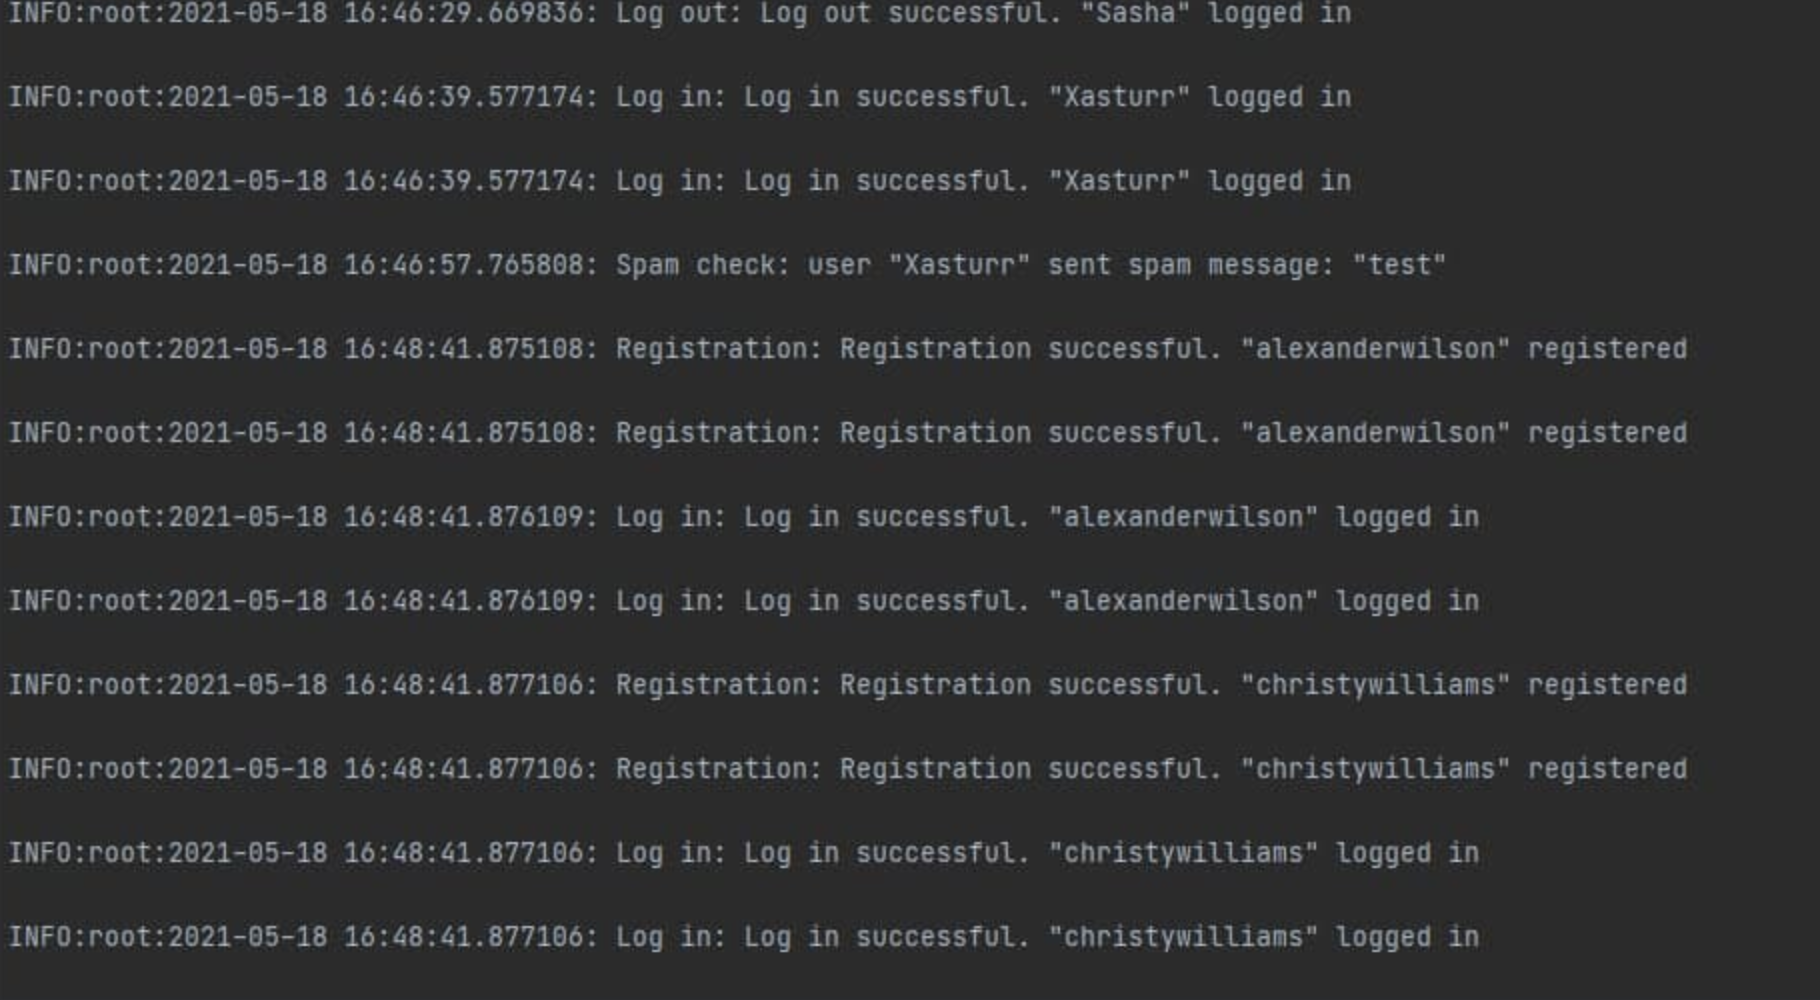 INFO:root:2021-05-18 16:46:29.669836: Log out: Log out successful. "Sasha" logged in
INFO:root:2021-05-18 16:46:39.577174: Log in: Log in successful. "Xasturr" logged in
INFO:root:2021-05-18 16:46:39.577174: Log in: Log in successful. "Xasturr" logged in
INFO:root:2021-05-18 16:46:57.765808: Spam check: user "Xasturr" sent spam message: "test"
INFO:root:2021-05-18 16:48:41.875108: Registration: Registration successful. "alexanderwilson" registered
INFO:root:2021-05-18 16:48:41.875108: Registration: Registration successful. "alexanderwilson" registered
INFO:root:2021-05-18 16:48:41.876109: Log in: Log in successful. "alexanderwilson" logged in
INFO:root:2021-05-18 16:48:41.876109: Log in: Log in successful. "alexanderwilson" logged in
INFO:root:2021-05-18 16:48:41.877106: Registration: Registration successful. "christywilliams" registered
INFO:root:2021-05-18 16:48:41.877106: Registration: Registration successful. "christywilliams" registered
INFO:root:2021-05-18 16:48:41.877106: Log in: Log in successful. "christywilliams" logged in
INFO:root:2021-05-18 16:48:41.877106: Log in: Log in successful. "christywilliams" logged in